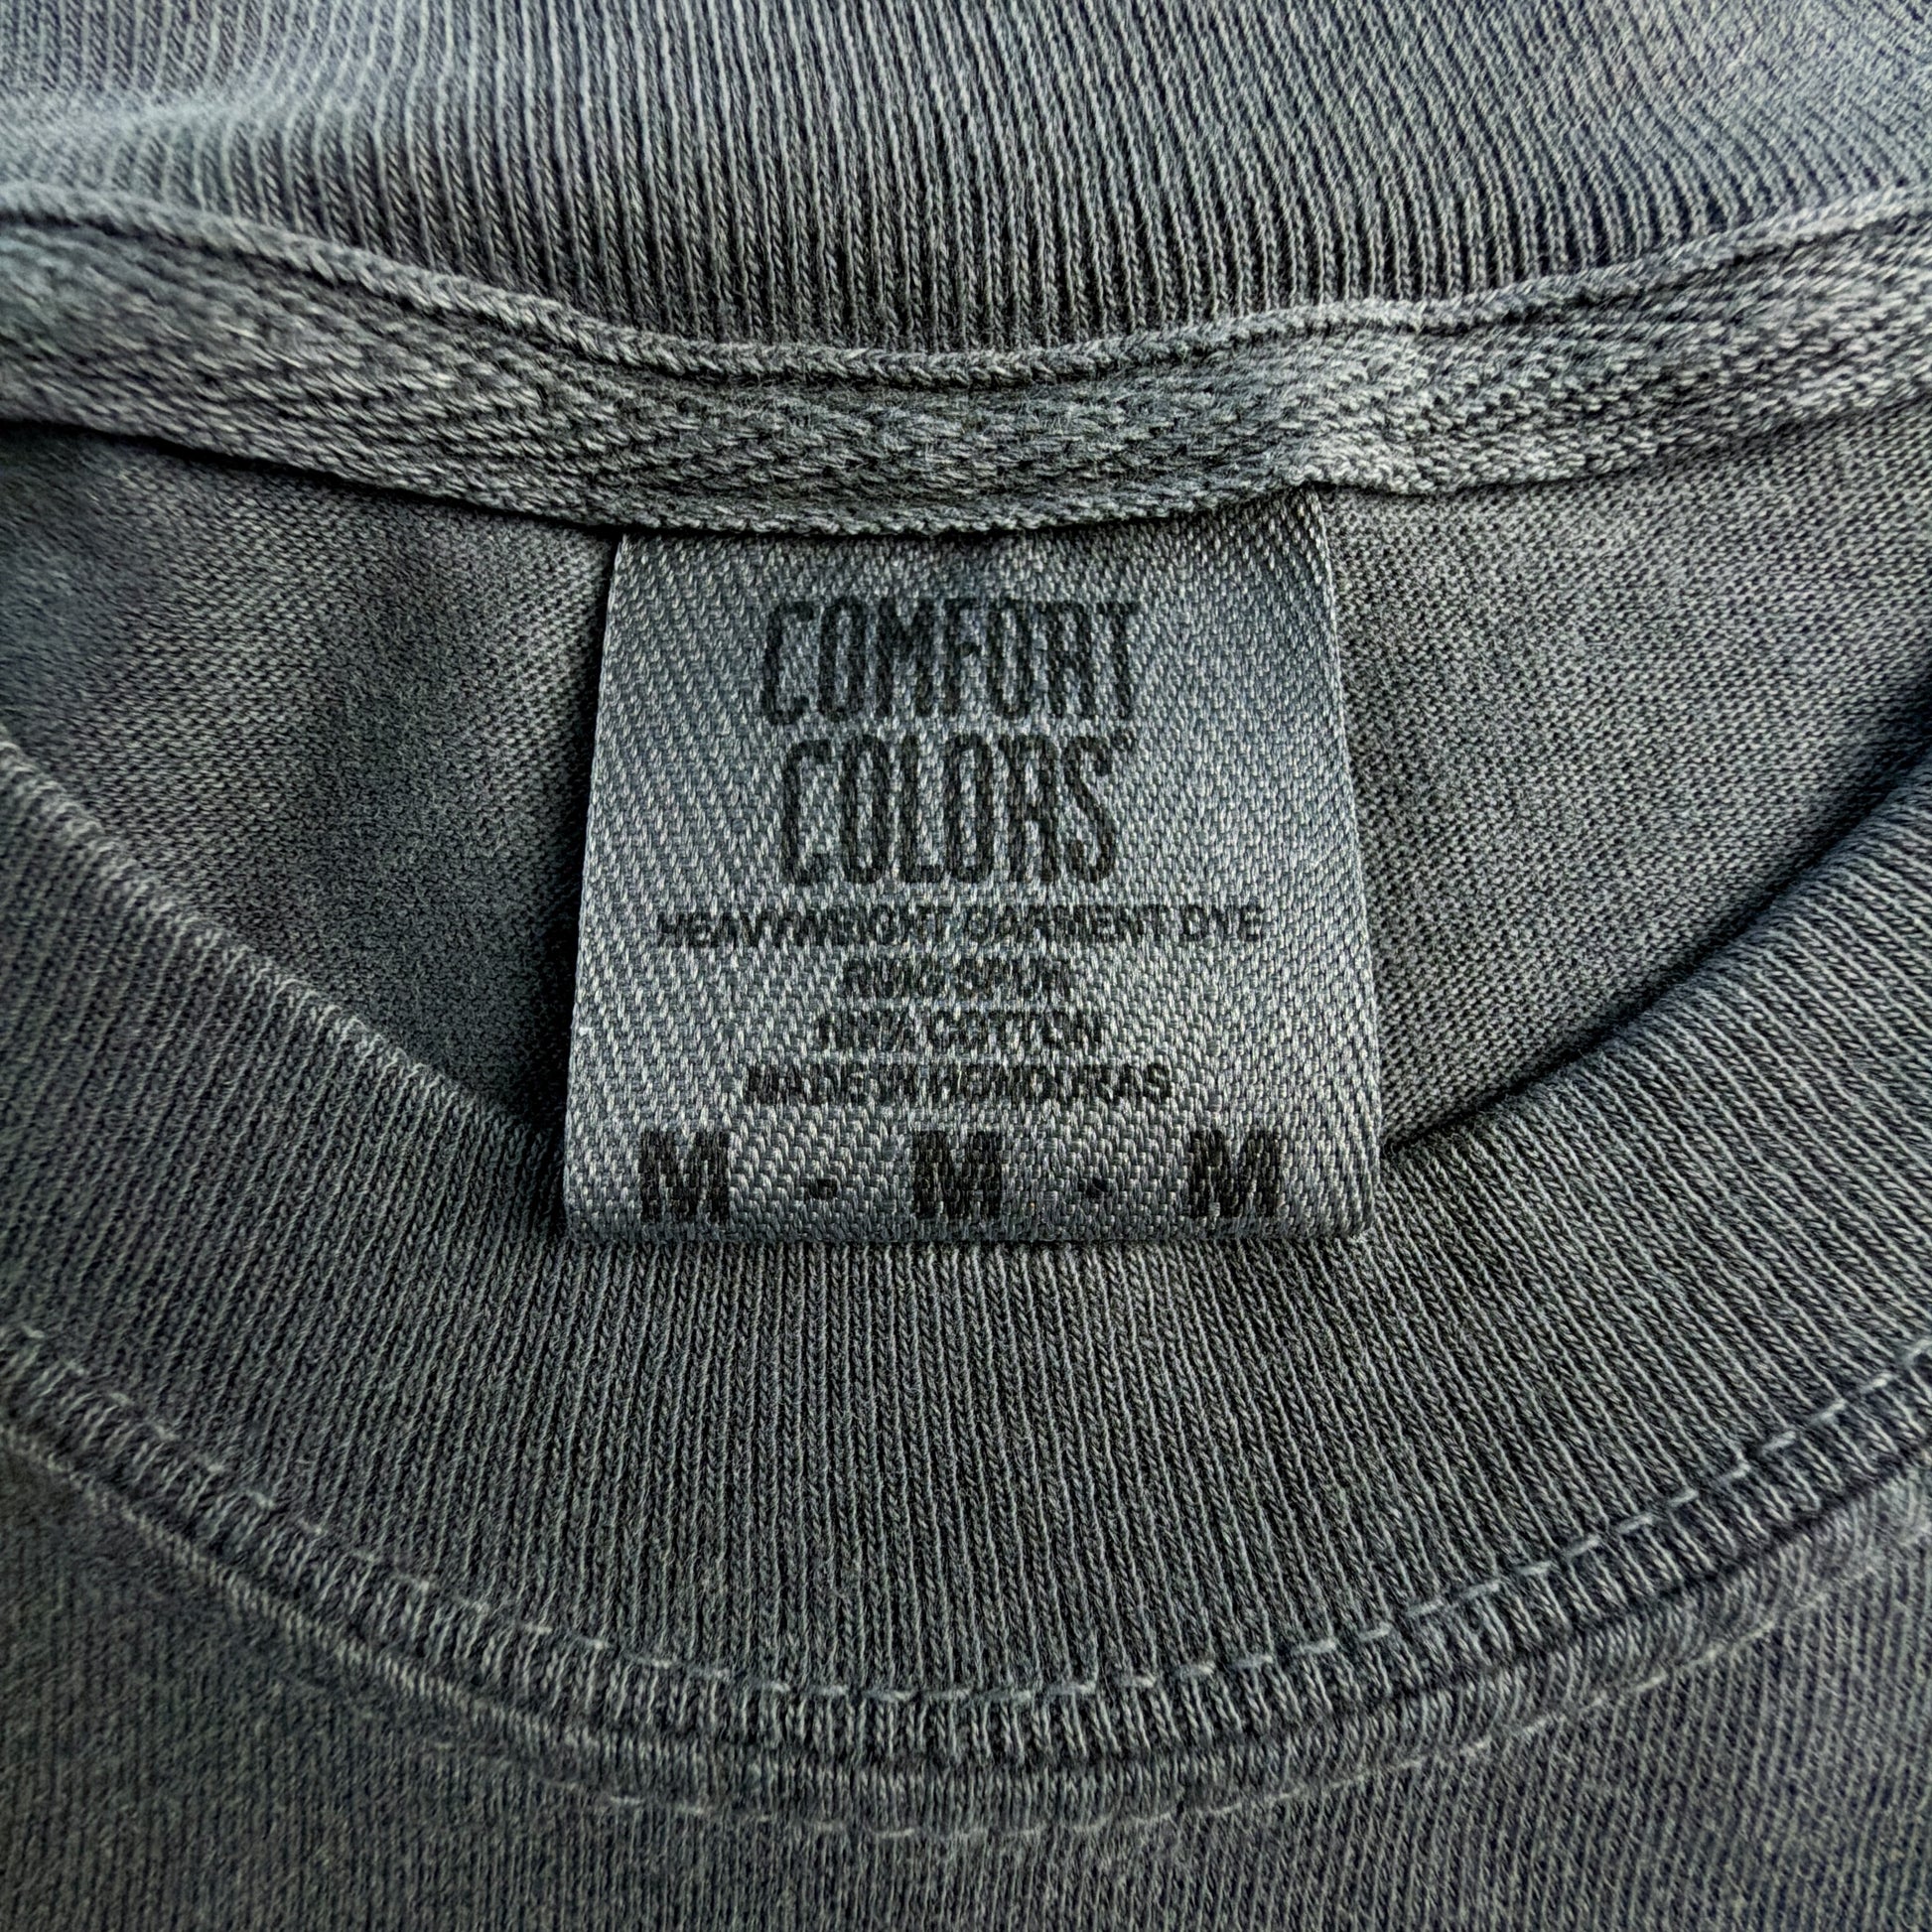 COMFORT
COLORS®
HEAVYWEIGHT GARMENT DYE
RING SPUN
100% COTTON
MADE IN HONDURAS
M · M · M